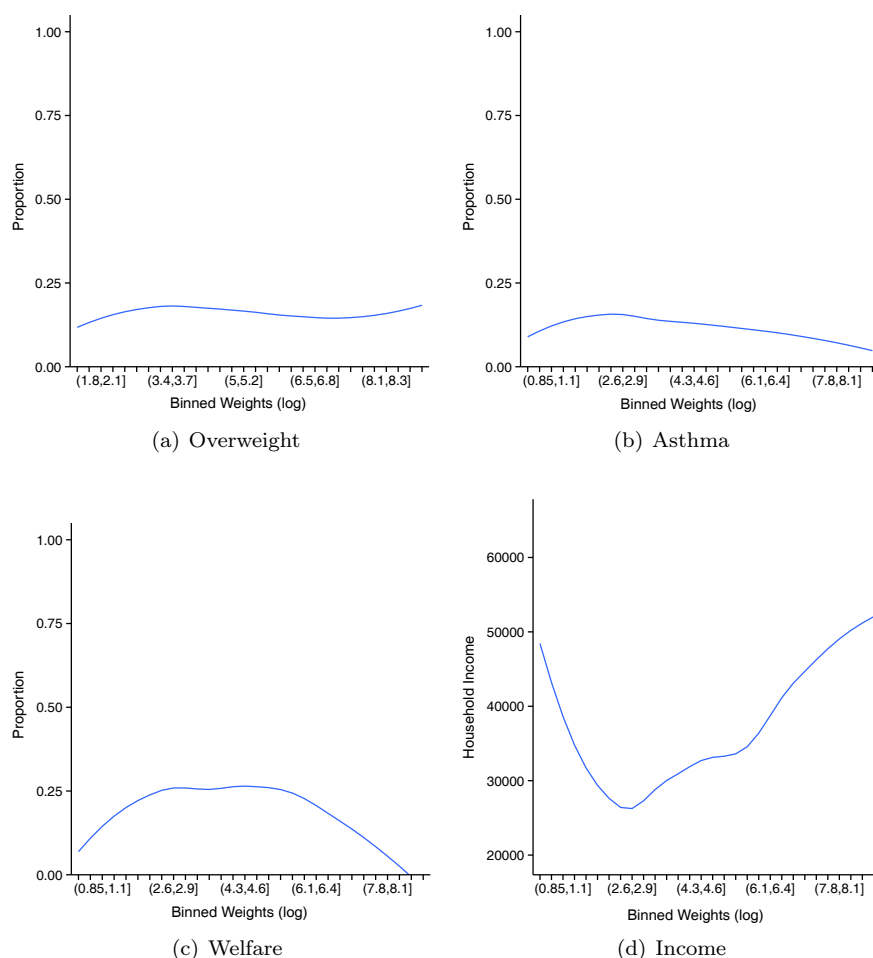 1.00
0.75
0.50
0.25
0.00
Proportion
(1.8,2.1] (3.4,3.7] (5,5.2] (6.5,6.8] (8.1,8.3]
Binned Weights (log)
(a) Overweight
1.00
0.75
0.50
0.25
0.00
Proportion
(0.85,1.1] (2.6,2.9] (4.3,4.6] (6.1,6.4] (7.8,8.1]
Binned Weights (log)
(b) Asthma
1.00
0.75
0.50
0.25
0.00
Proportion
(0.85,1.1] (2.6,2.9] (4.3,4.6] (6.1,6.4] (7.8,8.1]
Binned Weights (log)
(c) Welfare
60000
50000
40000
30000
20000
Household Income
(0.85,1.1] (2.6,2.9] (4.3,4.6] (6.1,6.4] (7.8,8.1]
Binned Weights (log)
(d) Income